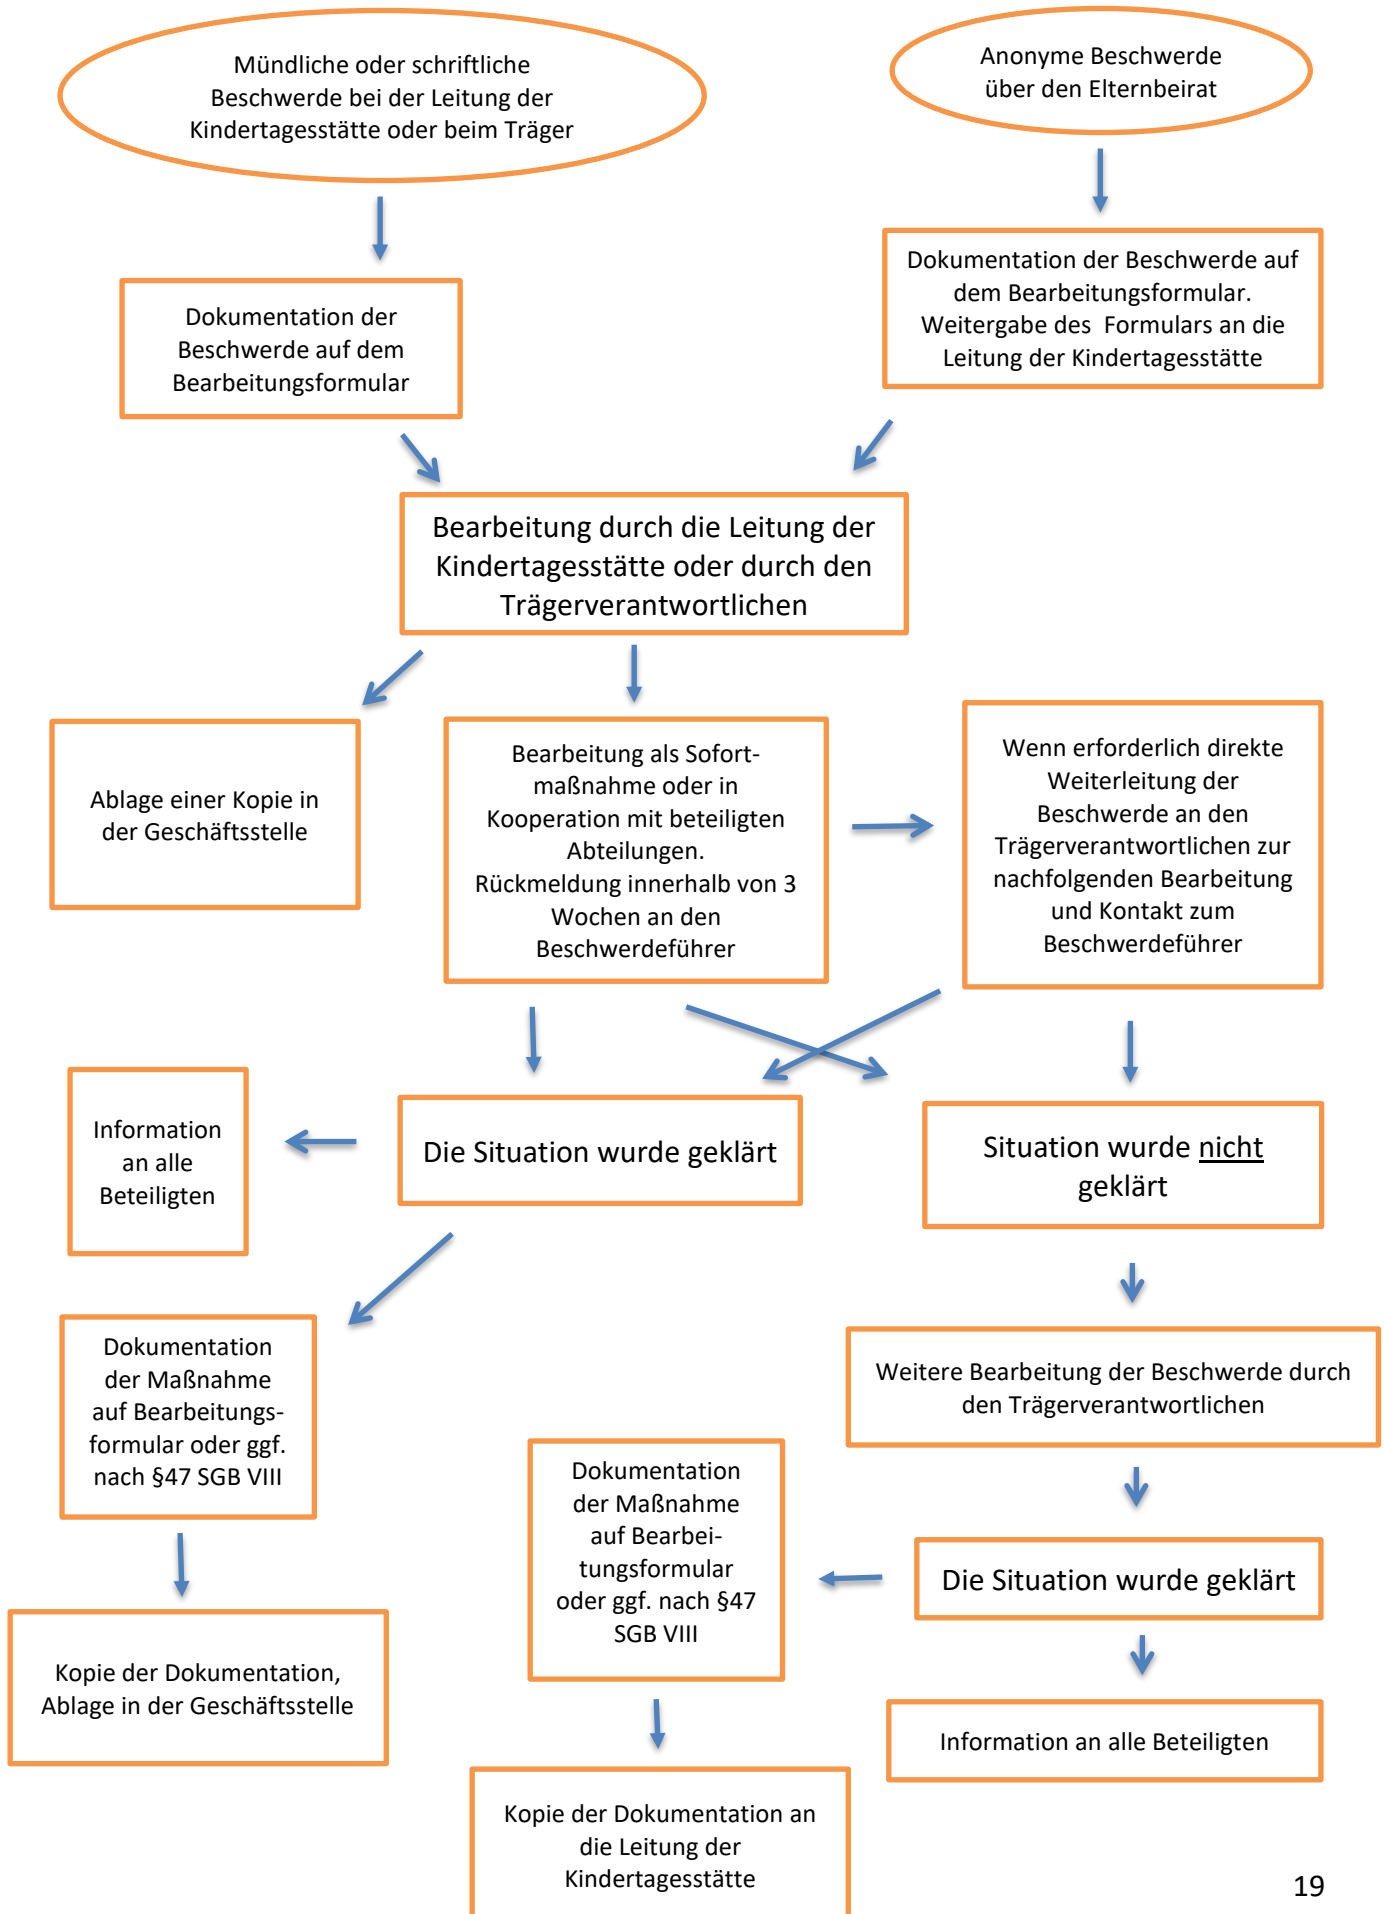 Mündliche oder schriftliche
Beschwerde bei der Leitung der
Kindertagesstätte oder beim Träger
Anonyme Beschwerde
über den Elternbeirat
Dokumentation der
Beschwerde auf dem
Bearbeitungsformular
Dokumentation der Beschwerde auf
dem Bearbeitungsformular.
Weitergabe des  Formulars an die
Leitung der Kindertagesstätte
Bearbeitung durch die Leitung der
Kindertagesstätte oder durch den
Trägerverantwortlichen
Ablage einer Kopie in
der Geschäftsstelle
Bearbeitung als Sofort-
maßnahme oder in
Kooperation mit beteiligten
Abteilungen.
Rückmeldung innerhalb von 3
Wochen an den
Beschwerdeführer
Wenn erforderlich direkte
Weiterleitung der
Beschwerde an den
Trägerverantwortlichen zur
nachfolgenden Bearbeitung
und Kontakt zum
Beschwerdeführer
Information
an alle
Beteiligten
Die Situation wurde geklärt
Situation wurde nicht
geklärt
Dokumentation
der Maßnahme
auf Bearbeitungs-
formular oder ggf.
nach §47 SGB VIII
Weitere Bearbeitung der Beschwerde durch
den Trägerverantwortlichen
Dokumentation
der Maßnahme
auf Bearbei-
tungsformular
oder ggf. nach §47
SGB VIII
Die Situation wurde geklärt
Kopie der Dokumentation,
Ablage in der Geschäftsstelle
Information an alle Beteiligten
Kopie der Dokumentation an
die Leitung der
Kindertagesstätte
19